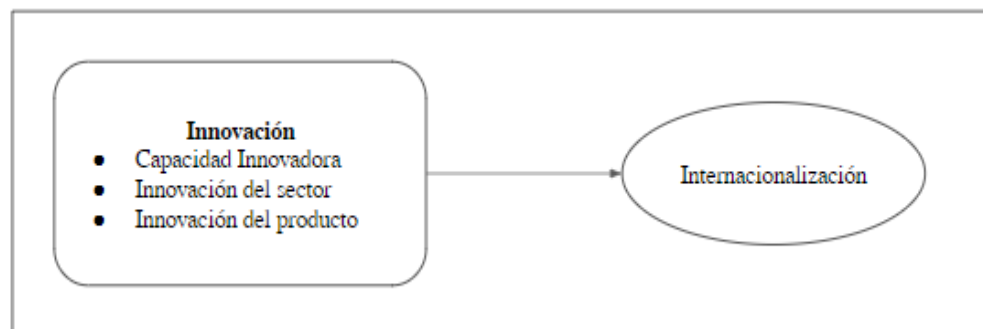 Innovación
● Capacidad Innovadora
● Innovación del sector
● Innovación del producto
Internacionalización